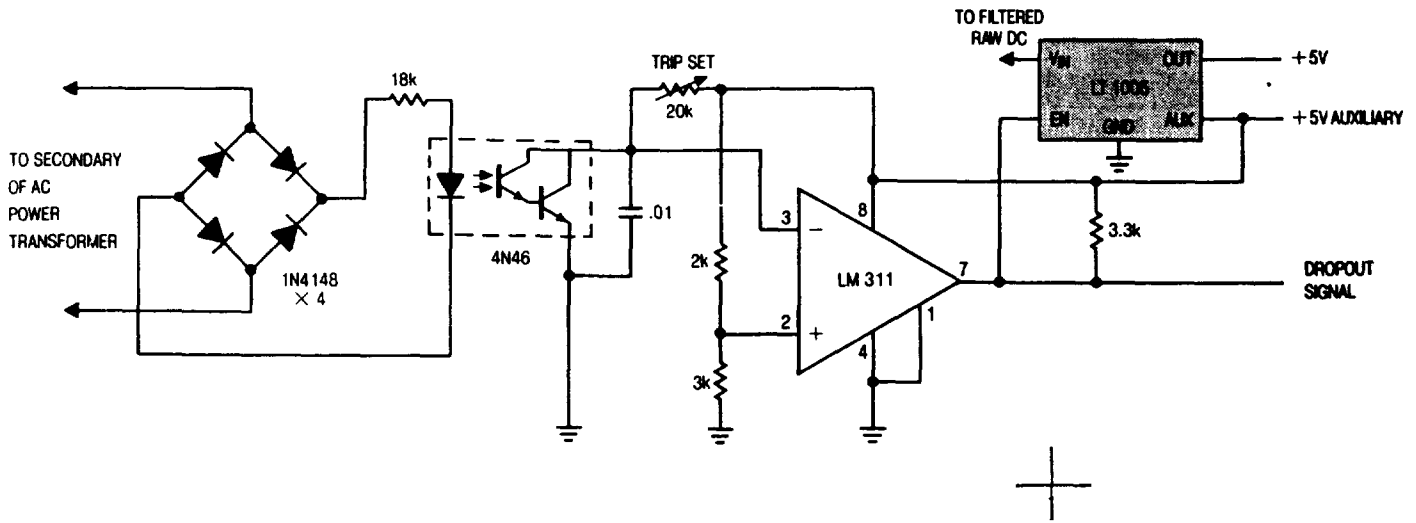 TO FILTERED
RAW DC
VIN
OUT
+5V
LT 1005
EN
GND
AUX
+5V AUXILIARY
TRIP SET
20k
18k
TO SECONDARY
OF AC
POWER
TRANSFORMER
1N4148
× 4
4N46
.01
2k
3k
3
−
8
LM 311
7
2
+
4
1
3.3k
DROPOUT
SIGNAL